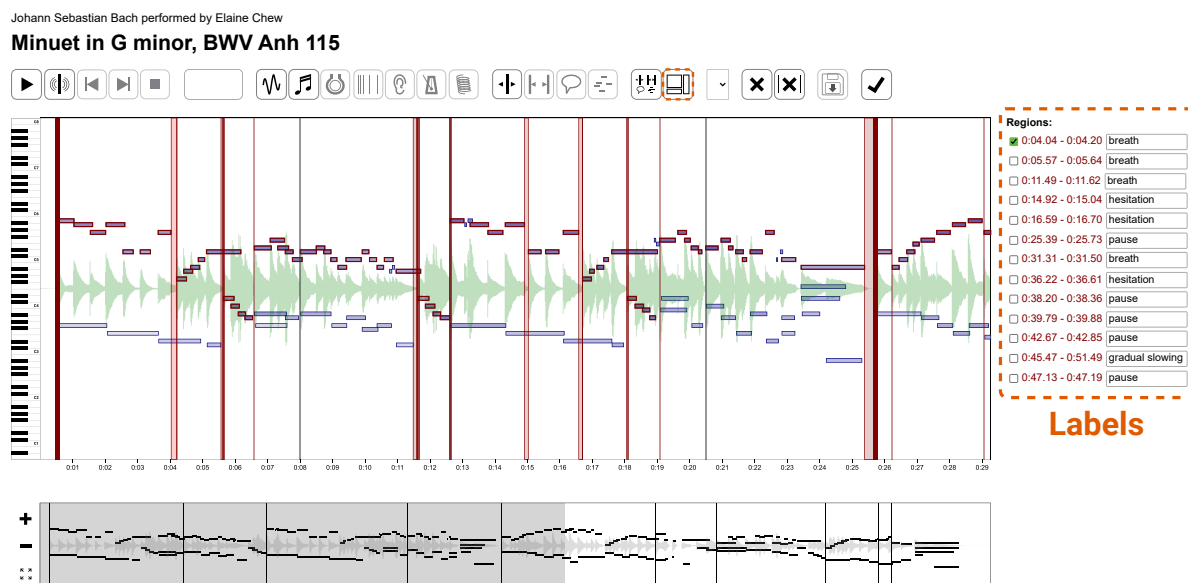 Johann Sebastian Bach performed by Elaine Chew
Minuet in G minor, BWV Anh 115
Regions:
0:04.04 - 0:04.20 breath
0:05.57 - 0:05.64 breath
0:11.49 - 0:11.62 breath
0:14.92 - 0:15.04 hesitation
0:16.59 - 0:16.70 hesitation
0:25.39 - 0:25.73 pause
0:31.31 - 0:31.50 breath
0:36.22 - 0:36.61 hesitation
0:38.20 - 0:38.36 pause
0:39.79 - 0:39.88 pause
0:42.67 - 0:42.85 pause
0:45.47 - 0:51.49 gradual slowing
0:47.13 - 0:47.19 pause
Labels
C8
C7
C6
C5
C4
C3
C2
C1
0:01 0:02 0:03 0:04 0:05 0:06 0:07 0:08 0:09 0:10 0:11 0:12 0:13 0:14 0:15 0:16 0:17 0:18 0:19 0:20 0:21 0:22 0:23 0:24 0:25 0:26 0:27 0:28 0:29